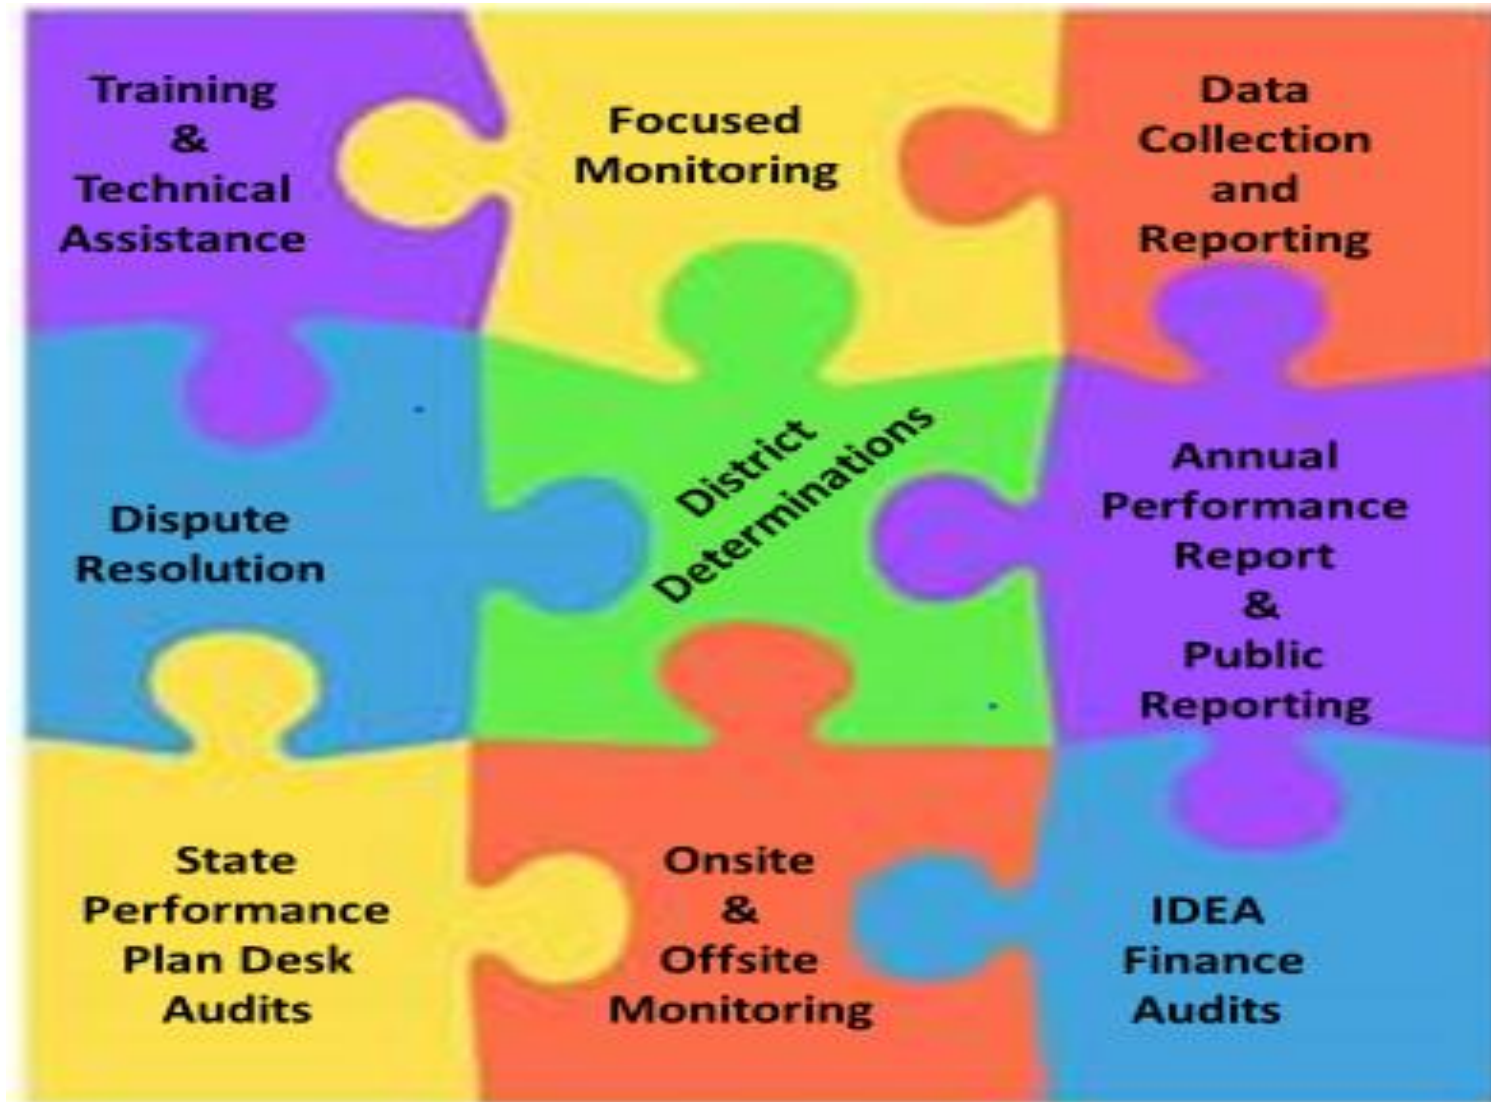 Training
&
Technical
Assistance
Focused
Monitoring
Data
Collection
and
Reporting
Dispute
Resolution
District
Determinations
Annual
Performance
Report
&
Public
Reporting
State
Performance
Plan Desk
Audits
Onsite
&
Offsite
Monitoring
IDEA
Finance
Audits